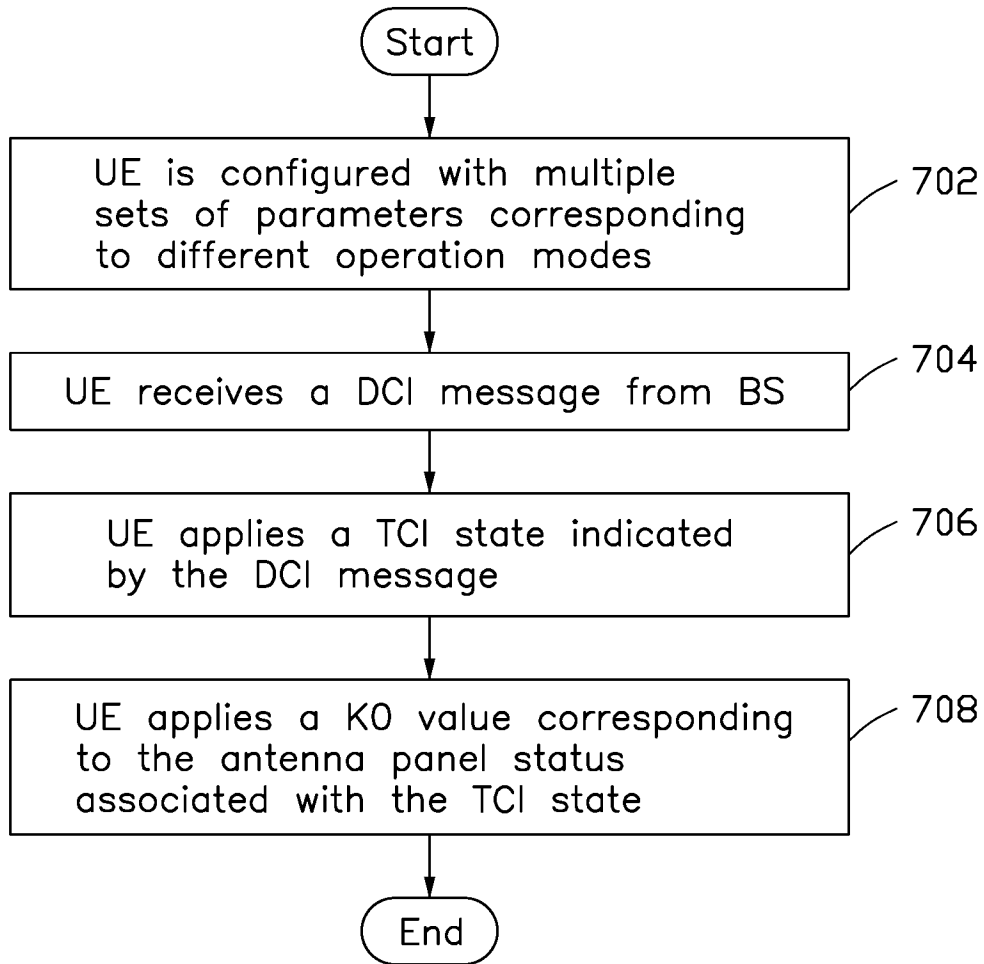 Start
UE is configured with multiple
sets of parameters corresponding
to different operation modes
702
UE receives a DCI message from BS
704
UE applies a TCI state indicated
by the DCI message
706
UE applies a K0 value corresponding
to the antenna panel status
associated with the TCI state
708
End